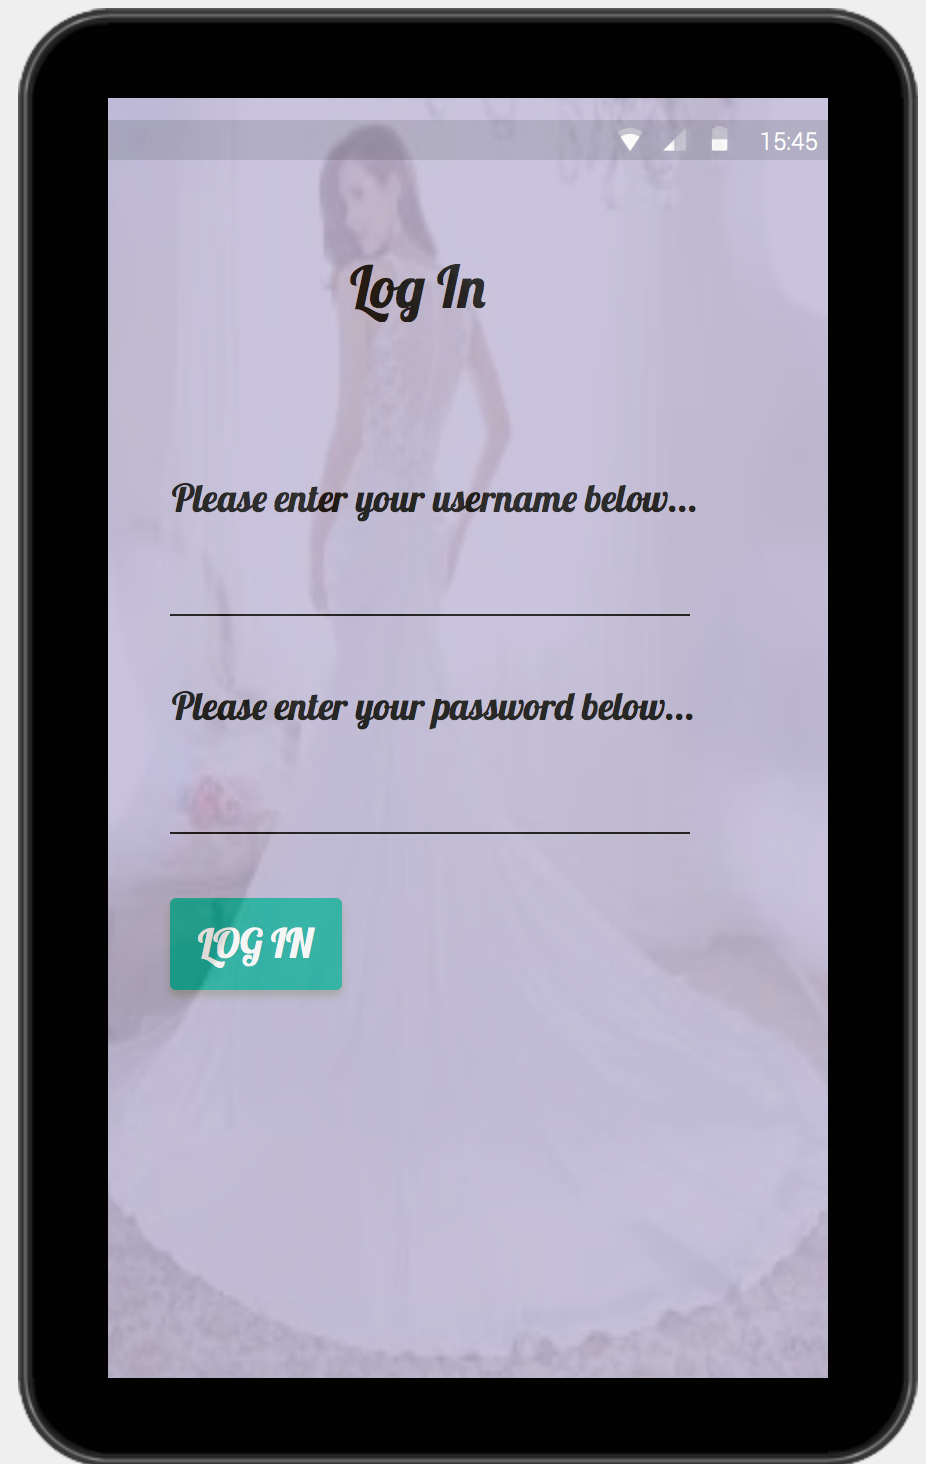 15:45
Log In
Please enter your username below...
Please enter your password below...
LOG IN